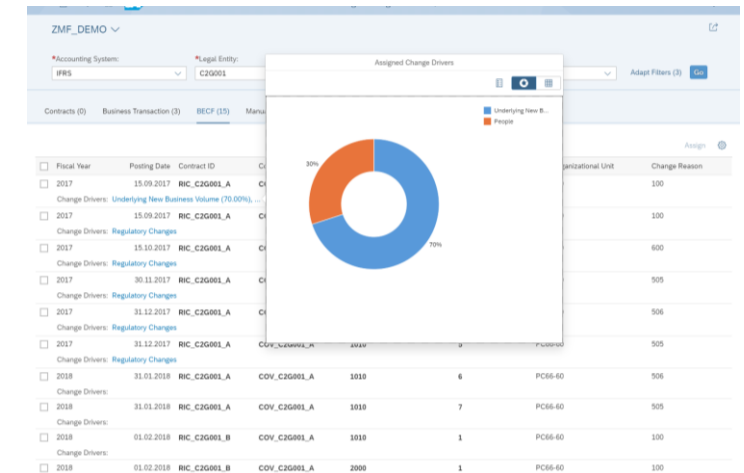 ZMF_DEMO
*Accounting System: *Legal Entity:
IFRS C2G001 Adapt Filters (3) Go
Assigned Change Drivers
Contracts (0) Business Transaction (3) BECF (15)
Underlying New B...
People
30%
70%
Assign
Fiscal Year Posting Date Contract ID Change Reason
2017 15.09.2017 RIC_C2G001_A 100
Change Drivers: Underlying New Business Volume (70.00%), ...
2017 15.09.2017 RIC_C2G001_A 100
Change Drivers: Regulatory Changes
2017 15.10.2017 RIC_C2G001_A 600
Change Drivers: Regulatory Changes
2017 30.11.2017 RIC_C2G001_A 505
Change Drivers: Regulatory Changes
2017 31.12.2017 RIC_C2G001_A 506
Change Drivers: Regulatory Changes
2017 31.12.2017 RIC_C2G001_A COV_C2G001_A 1010 5 PC66-60 505
Change Drivers: Regulatory Changes
2018 31.01.2018 RIC_C2G001_A COV_C2G001_A 1010 6 PC66-60 506
Change Drivers:
2018 31.01.2018 RIC_C2G001_A COV_C2G001_A 1010 7 PC66-60 505
Change Drivers:
2018 01.02.2018 RIC_C2G001_B COV_C2G001_A 1010 1 PC66-60 100
Change Drivers:
2018 01.02.2018 RIC_C2G001_B COV_C2G001_A 2000 1 PC66-60 100